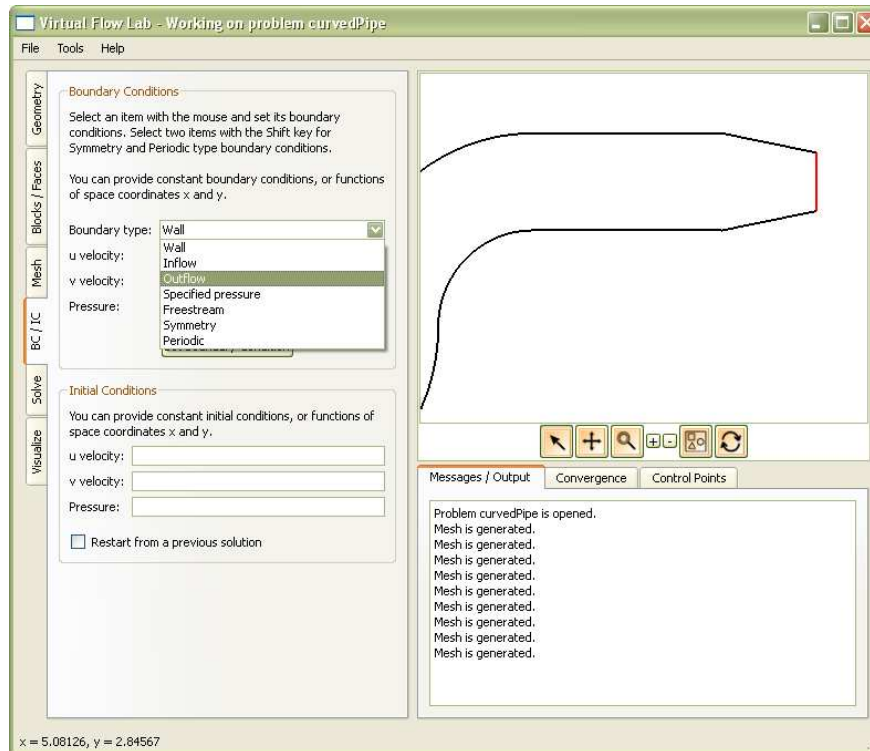 Virtual Flow Lab - Working on problem curvedPipe
File Tools Help
Geometry
Blocks / Faces
Mesh
BC / IC
Solve
Visualize
Boundary Conditions
Select an item with the mouse and set its boundary
conditions. Select two items with the Shift key for
Symmetry and Periodic type boundary conditions.
You can provide constant boundary conditions, or functions
of space coordinates x and y.
Boundary type: Wall
Wall
u velocity:
Inflow
Outflow
v velocity:
Specified pressure
Pressure:
Freestream
Symmetry
Periodic
Initial Conditions
You can provide constant initial conditions, or functions of
space coordinates x and y.
u velocity:
v velocity:
Pressure:
Restart from a previous solution
Messages / Output Convergence Control Points
Problem curvedPipe is opened.
Mesh is generated.
Mesh is generated.
Mesh is generated.
Mesh is generated.
Mesh is generated.
Mesh is generated.
Mesh is generated.
Mesh is generated.
Mesh is generated.
x = 5.08126, y = 2.84567